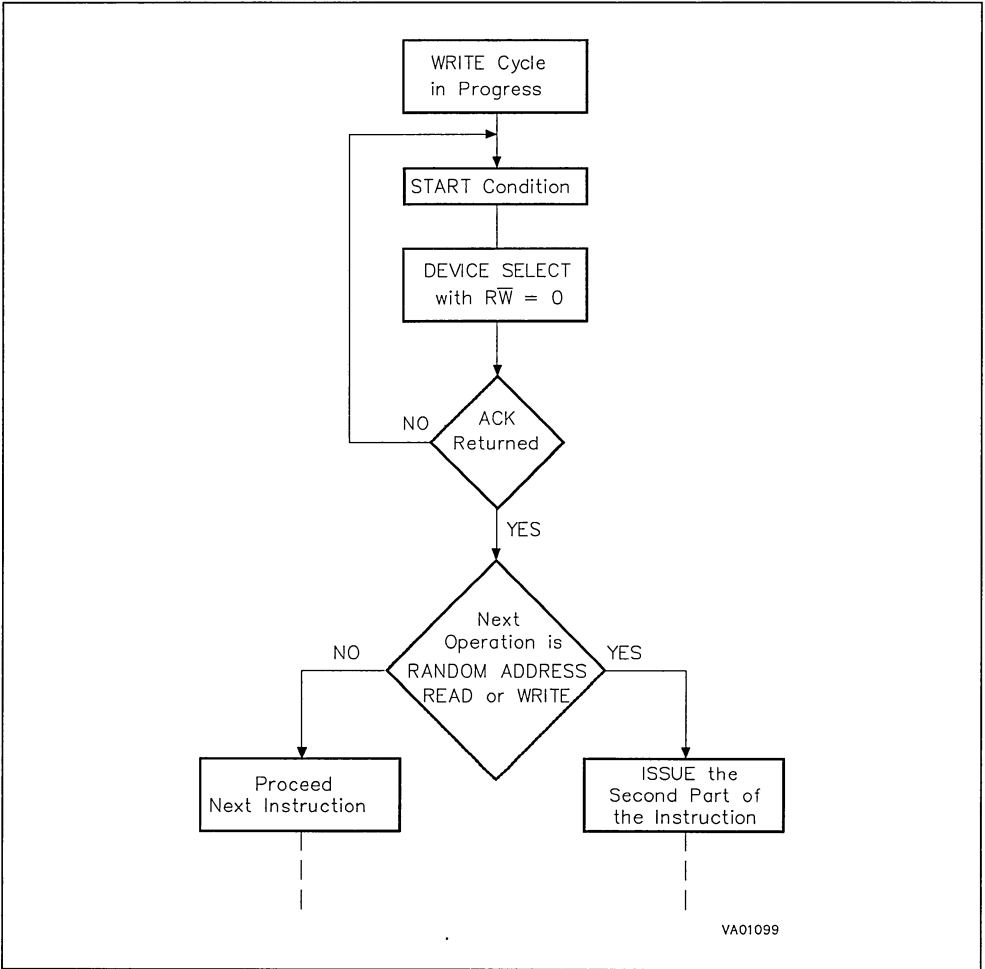 WRITE Cycle
in Progress
START Condition
DEVICE SELECT
with RW̅ = 0
ACK
Returned
NO
YES
Next
Operation is
RANDOM ADDRESS
READ or WRITE
NO
YES
Proceed
Next Instruction
ISSUE the
Second Part of
the Instruction
VA01099